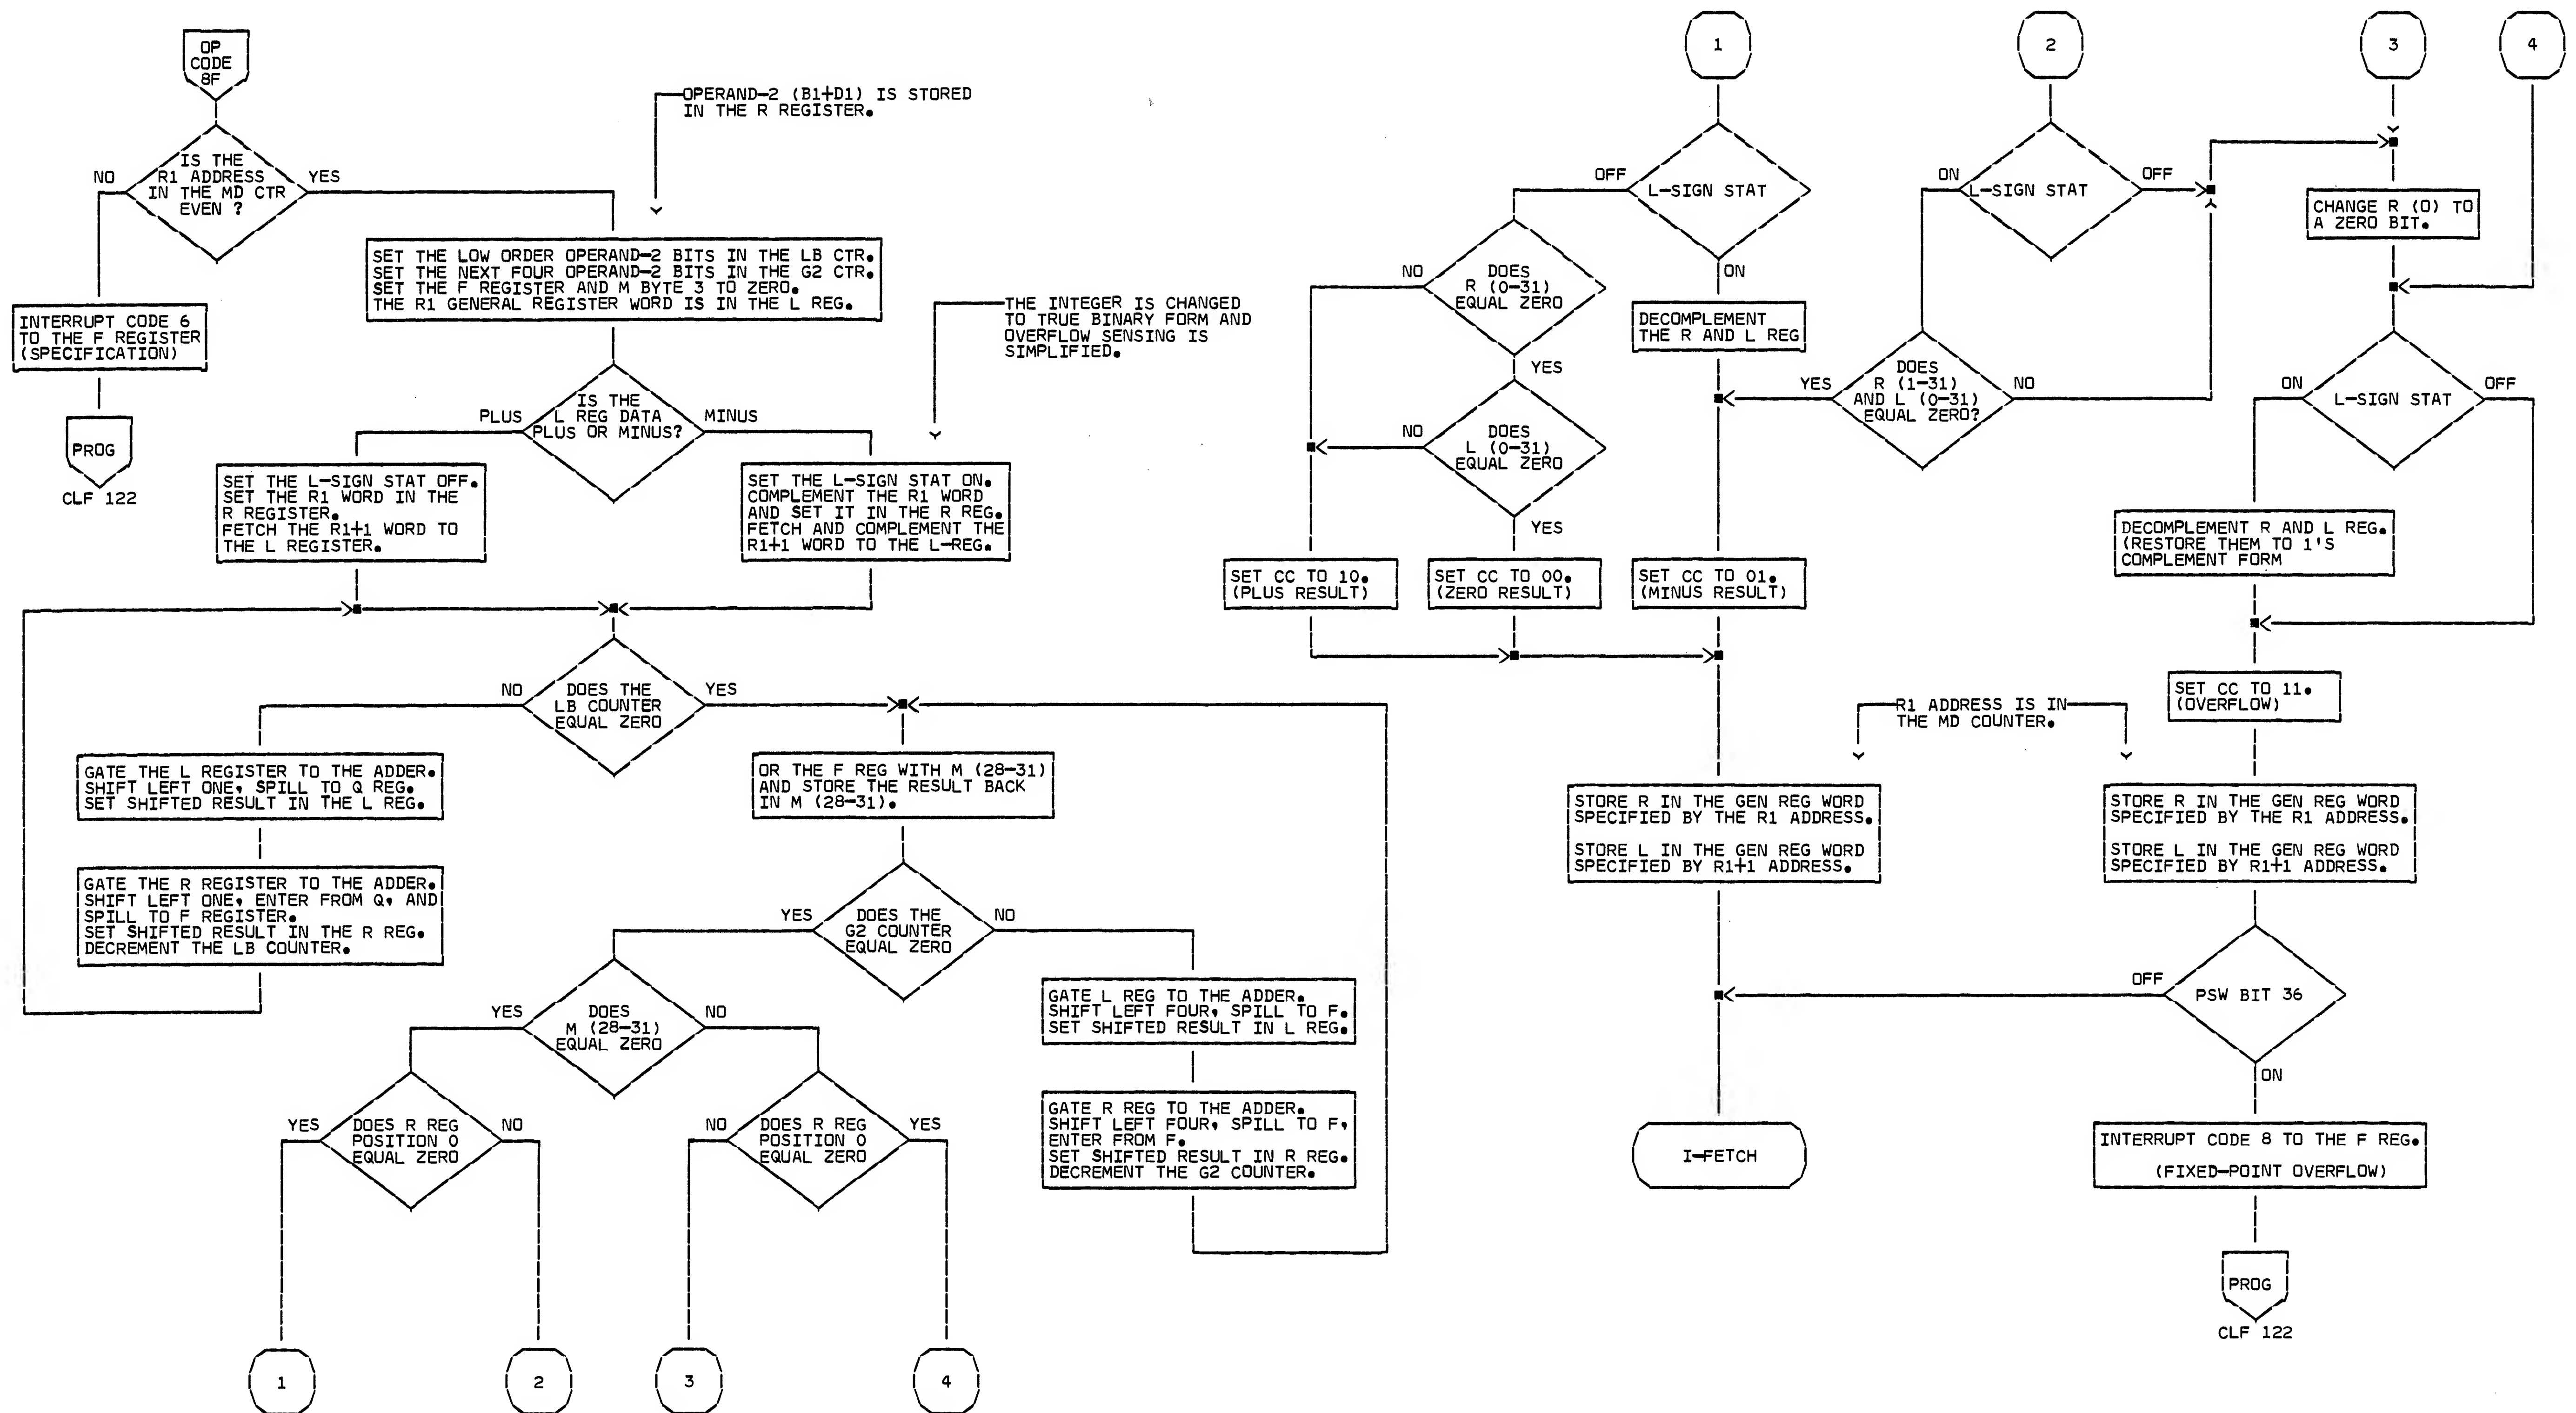 OP
CODE
8F
IS THE
R1 ADDRESS
IN THE MD CTR
EVEN ?
NO
YES
OPERAND-2 (B1+D1) IS STORED
IN THE R REGISTER.
INTERRUPT CODE 6
TO THE F REGISTER
(SPECIFICATION)
PROG
CLF 122
SET THE LOW ORDER OPERAND-2 BITS IN THE LB CTR.
SET THE NEXT FOUR OPERAND-2 BITS IN THE G2 CTR.
SET THE F REGISTER AND M BYTE 3 TO ZERO.
THE R1 GENERAL REGISTER WORD IS IN THE L REG.
THE INTEGER IS CHANGED
TO TRUE BINARY FORM AND
OVERFLOW SENSING IS
SIMPLIFIED.
IS THE
L REG DATA
PLUS OR MINUS?
PLUS
MINUS
SET THE L-SIGN STAT OFF.
SET THE R1 WORD IN THE
R REGISTER.
FETCH THE R1+1 WORD TO
THE L REGISTER.
SET THE L-SIGN STAT ON.
COMPLEMENT THE R1 WORD
AND SET IT IN THE R REG.
FETCH AND COMPLEMENT THE
R1+1 WORD TO THE L-REG.
DOES THE
LB COUNTER
EQUAL ZERO
NO
YES
GATE THE L REGISTER TO THE ADDER.
SHIFT LEFT ONE, SPILL TO Q REG.
SET SHIFTED RESULT IN THE L REG.
GATE THE R REGISTER TO THE ADDER.
SHIFT LEFT ONE, ENTER FROM Q, AND
SPILL TO F REGISTER.
SET SHIFTED RESULT IN THE R REG.
DECREMENT THE LB COUNTER.
OR THE F REG WITH M (28-31)
AND STORE THE RESULT BACK
IN M (28-31).
DOES THE
G2 COUNTER
EQUAL ZERO
YES
NO
GATE L REG TO THE ADDER.
SHIFT LEFT FOUR, SPILL TO F.
SET SHIFTED RESULT IN L REG.
GATE R REG TO THE ADDER.
SHIFT LEFT FOUR, SPILL TO F,
ENTER FROM F.
SET SHIFTED RESULT IN R REG.
DECREMENT THE G2 COUNTER.
DOES
M (28-31)
EQUAL ZERO
YES
NO
DOES R REG
POSITION 0
EQUAL ZERO
YES
NO
DOES R REG
POSITION 0
EQUAL ZERO
NO
YES
1
2
3
4
1
2
3
4
L-SIGN STAT
OFF
ON
DOES
R (0-31)
EQUAL ZERO
NO
YES
DOES
L (0-31)
EQUAL ZERO
NO
YES
DECOMPLEMENT
THE R AND L REG
L-SIGN STAT
ON
OFF
DOES
R (1-31)
AND L (0-31)
EQUAL ZERO?
YES
NO
CHANGE R (0) TO
A ZERO BIT.
L-SIGN STAT
ON
OFF
DECOMPLEMENT R AND L REG.
(RESTORE THEM TO 1'S
COMPLEMENT FORM
SET CC TO 10.
(PLUS RESULT)
SET CC TO 00.
(ZERO RESULT)
SET CC TO 01.
(MINUS RESULT)
SET CC TO 11.
(OVERFLOW)
R1 ADDRESS IS IN
THE MD COUNTER.
STORE R IN THE GEN REG WORD
SPECIFIED BY THE R1 ADDRESS.
STORE L IN THE GEN REG WORD
SPECIFIED BY R1+1 ADDRESS.
STORE R IN THE GEN REG WORD
SPECIFIED BY THE R1 ADDRESS.
STORE L IN THE GEN REG WORD
SPECIFIED BY R1+1 ADDRESS.
PSW BIT 36
OFF
ON
I-FETCH
INTERRUPT CODE 8 TO THE F REG.
(FIXED-POINT OVERFLOW)
PROG
CLF 122